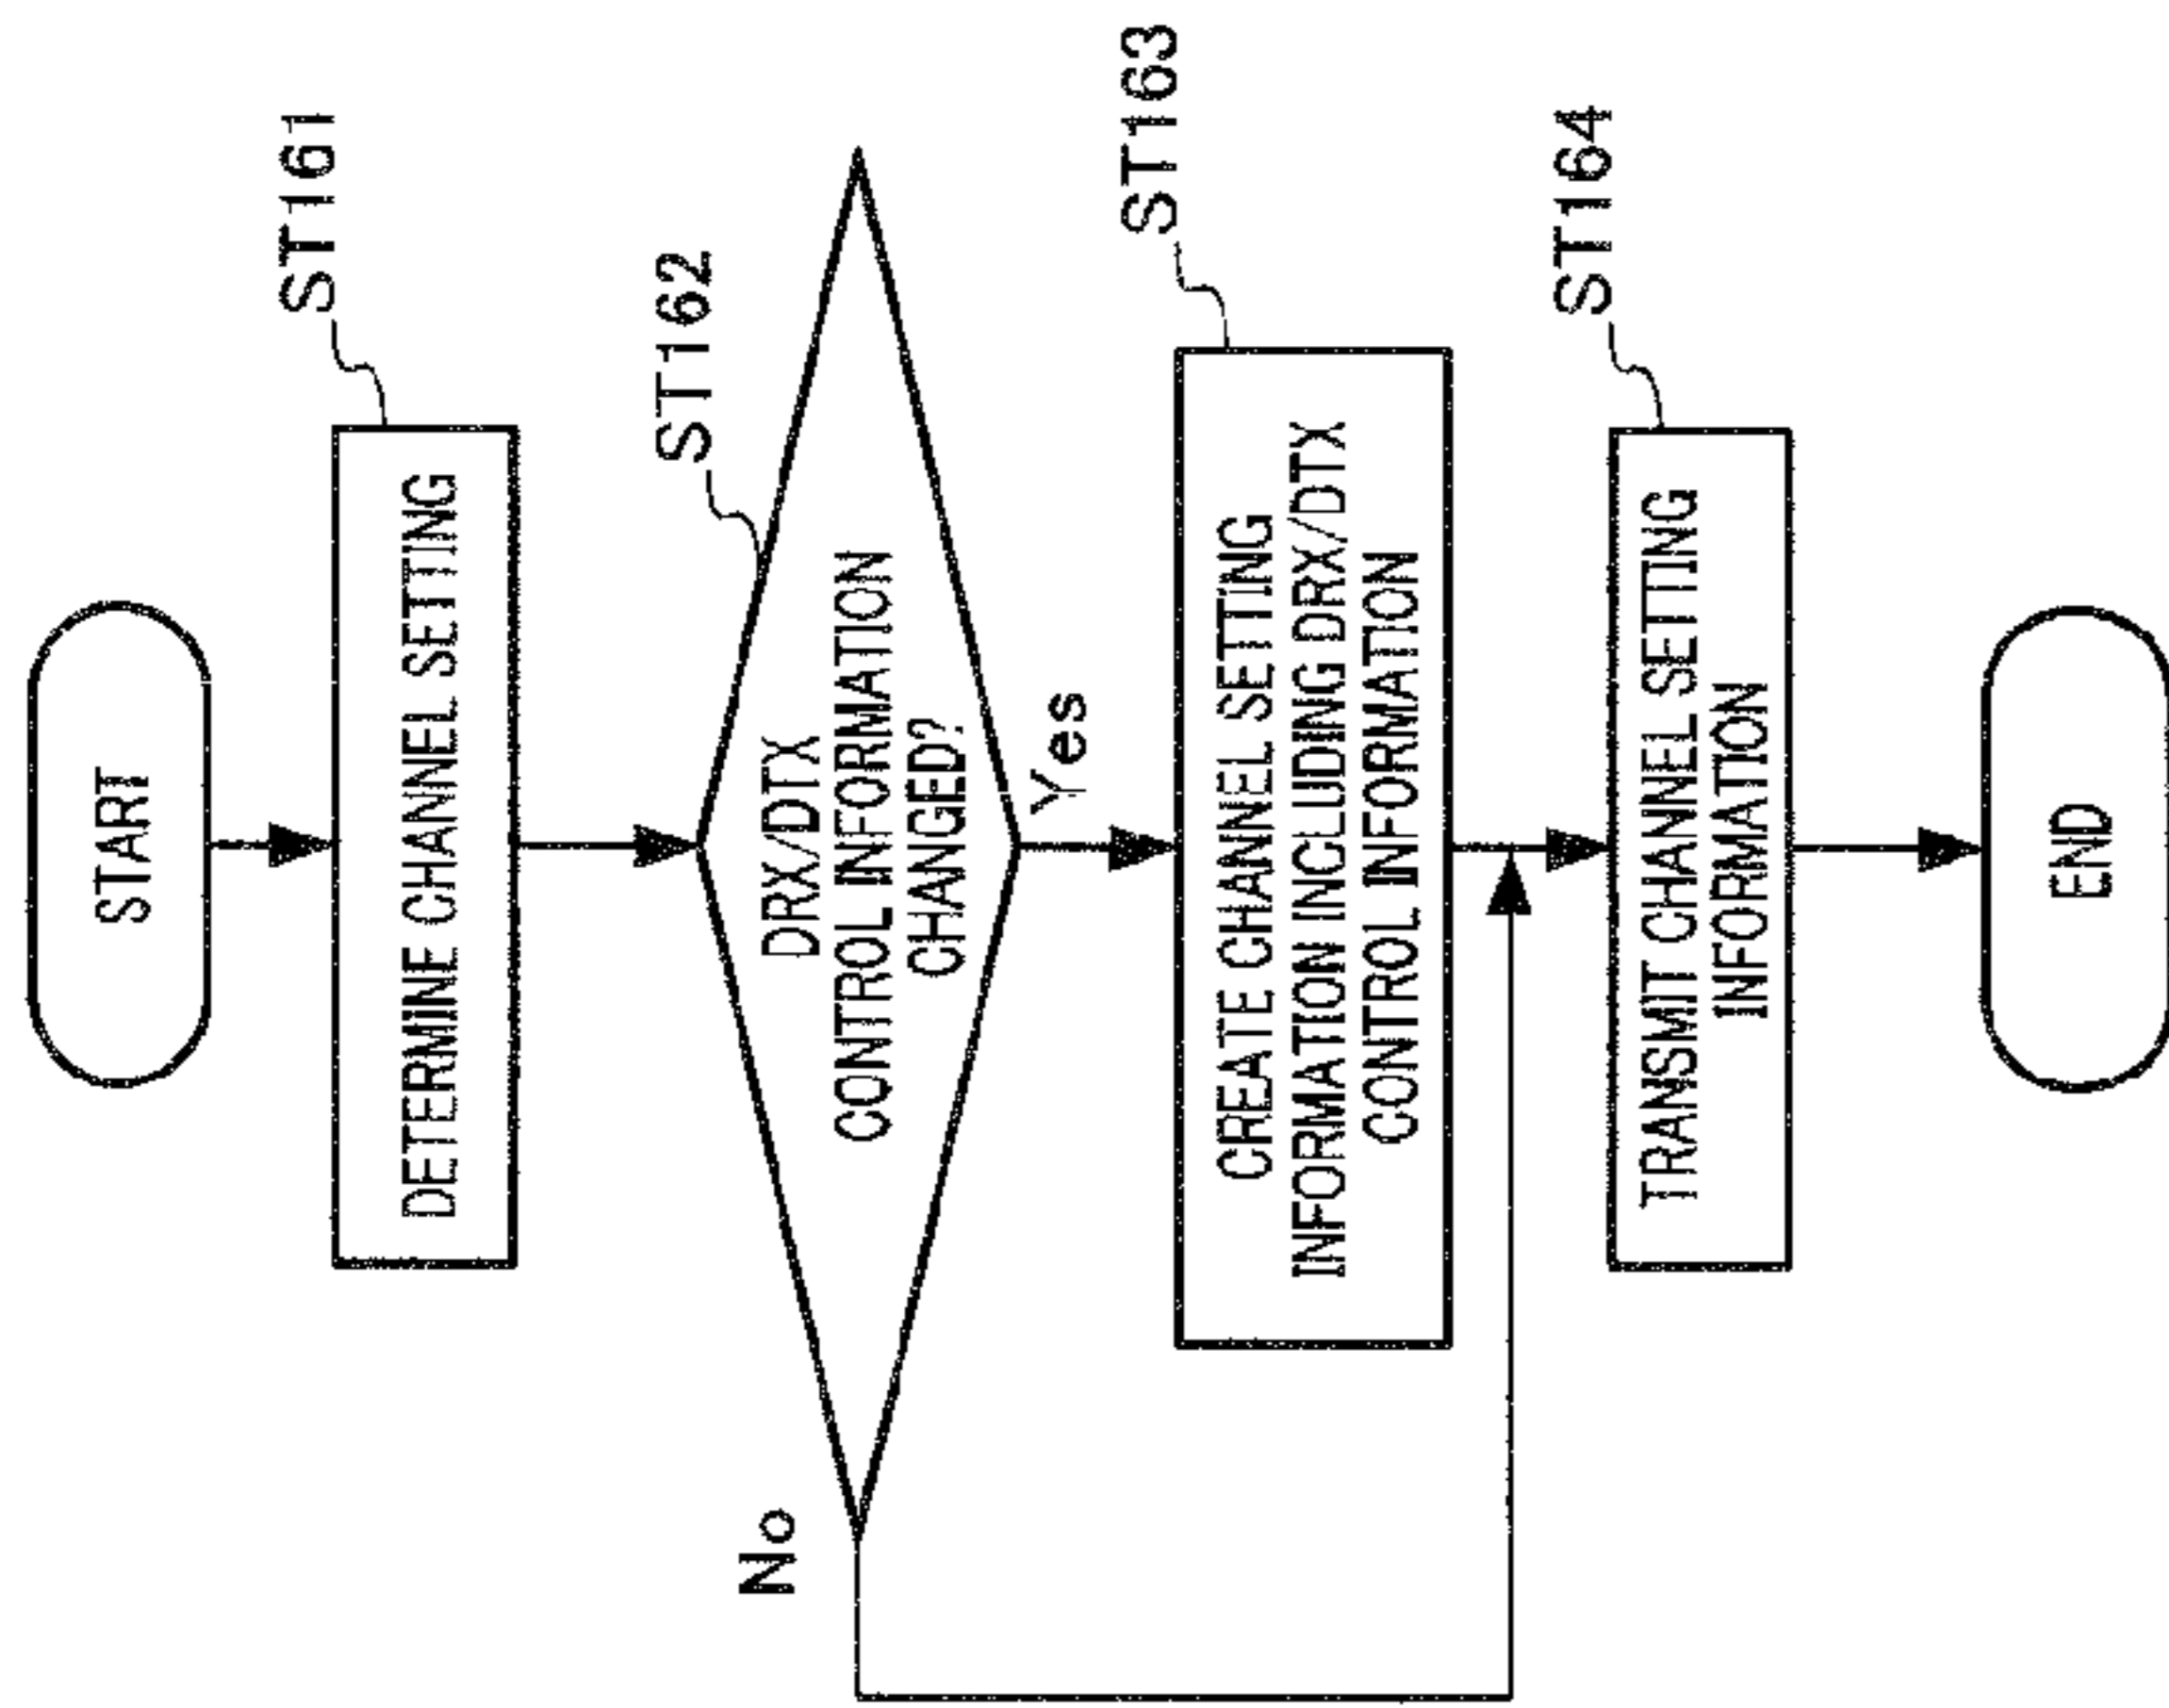 START
ST161
DETERMINE CHANNEL SETTING
ST162
DRX/DTX
CONTROL INFORMATION
CHANGED?
No
Yes
ST163
CREATE CHANNEL SETTING
INFORMATION INCLUDING DRX/DTX
CONTROL INFORMATION
ST164
TRANSMIT CHANNEL SETTING
INFORMATION
END